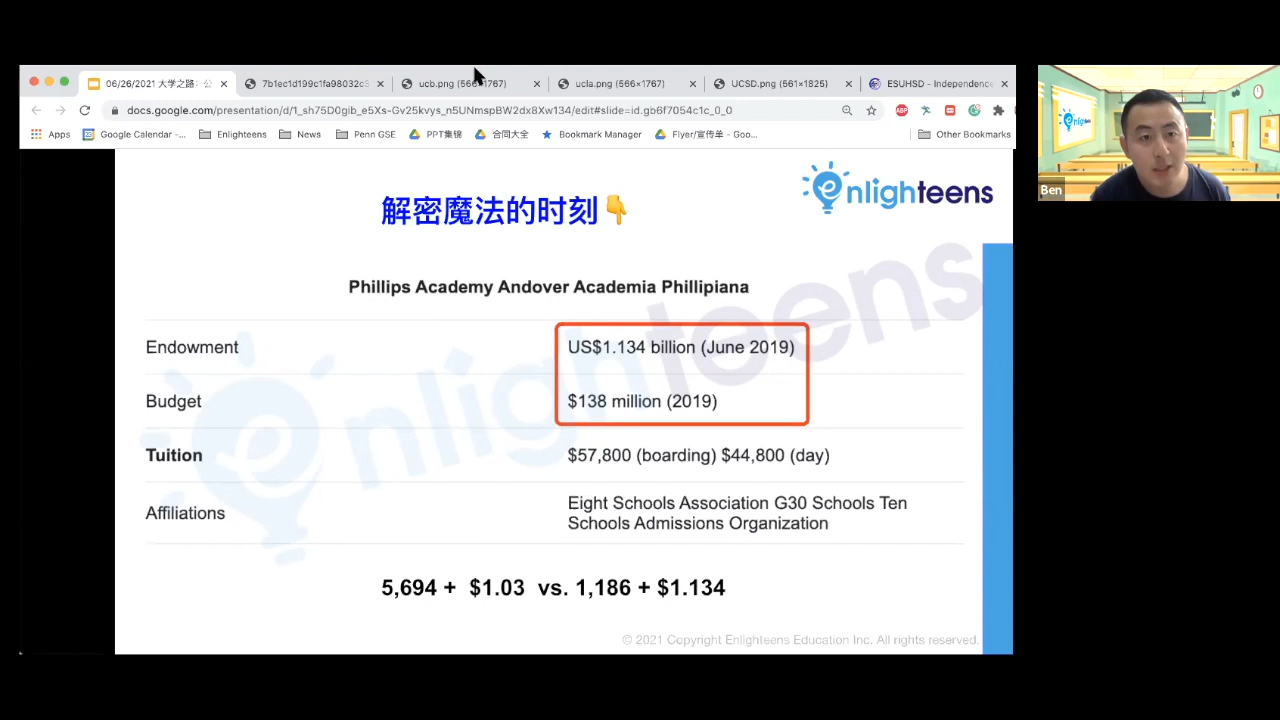 06/26/2021 大学之路：公
7b1ec1d199c1fa98032c3
ucb.png (566×1767)
ucla.png (566×1767)
UCSD.png (561×1825)
ESUHSD - Independence
docs.google.com/presentation/d/1_sh75D0gib_e5Xs-Gv25kvys_n5UNmspBW2dx8Xw134/edit#slide=id.gb6f7054c1c_0_0
ABP
Apps
Google Calendar -...
Enlighteens
News
Penn GSE
PPT集锦
合同大全
Bookmark Manager
Flyer/宣传单 - Goo...
Other Bookmarks
enlighteens
解密魔法的时刻👇
Phillips Academy Andover Academia Phillipiana
Endowment US$1.134 billion (June 2019)
Budget $138 million (2019)
Tuition $57,800 (boarding) $44,800 (day)
Affiliations Eight Schools Association G30 Schools Ten
Schools Admissions Organization
5,694 + $1.03 vs. 1,186 + $1.134
enlighteens
© 2021 Copyright Enlighteens Education Inc. All rights reserved.
Ben